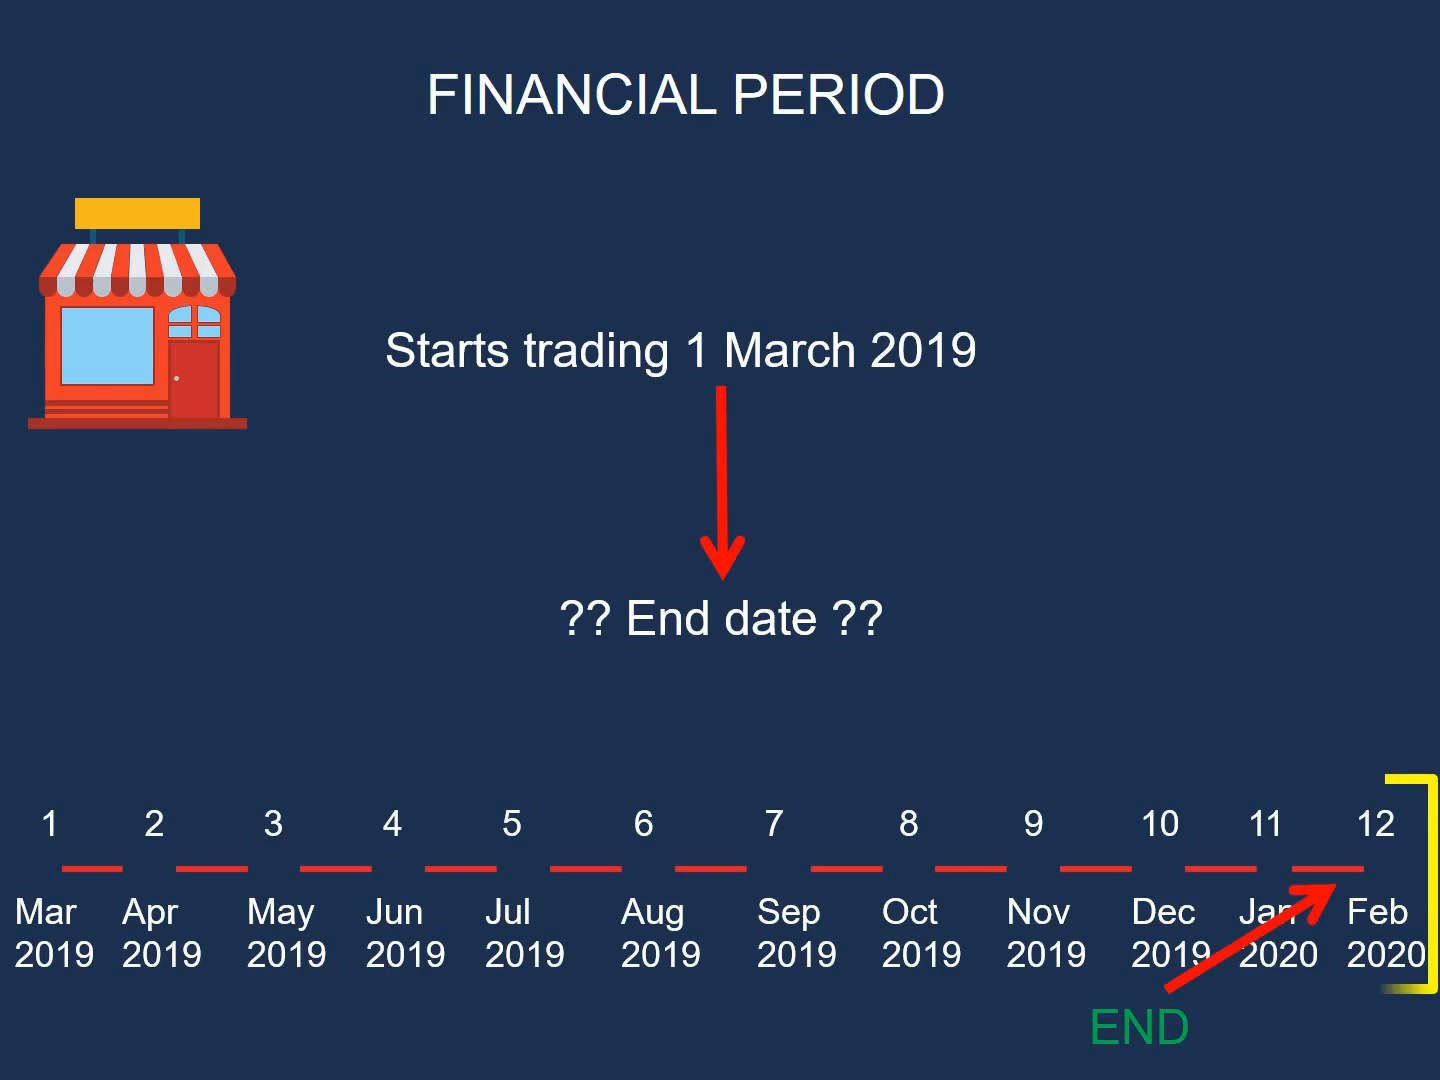 FINANCIAL PERIOD
Starts trading 1 March 2019
?? End date ??
1 2 3 4 5 6 7 8 9 10 11 12
Mar Apr May Jun Jul Aug Sep Oct Nov Dec Jan Feb
2019 2019 2019 2019 2019 2019 2019 2019 2019 2019 2020 2020
END